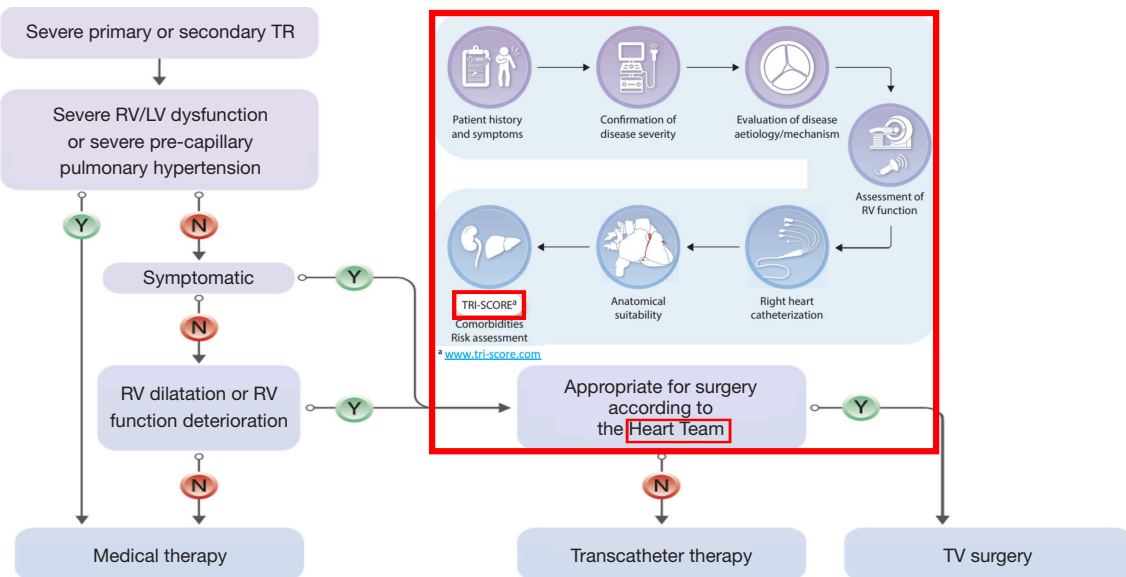 Severe primary or secondary TR
Severe RV/LV dysfunction
or severe pre-capillary
pulmonary hypertension
Y
N
Symptomatic
Y
N
RV dilatation or RV
function deterioration
Y
N
Medical therapy
Patient history
and symptoms
Confirmation of
disease severity
Evaluation of disease
aetiology/mechanism
Assessment of
RV function
Right heart
catheterization
Anatomical
suitability
TRI-SCOREᵃ
Comorbidities
Risk assessment
ᵃ www.tri-score.com
Appropriate for surgery
according to
the Heart Team
Y
N
Transcatheter therapy
TV surgery